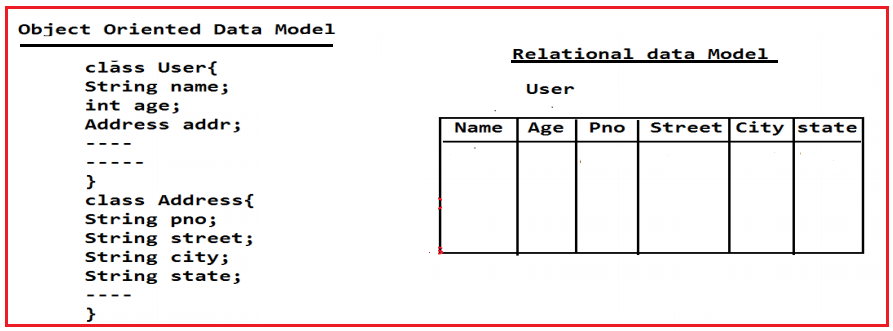 Object Oriented Data Model
class User{
String name;
int age;
Address addr;
----
-----
}
class Address{
String pno;
String street;
String city;
String state;
----
}
Relational data Model
User
Name Age Pno Street City state